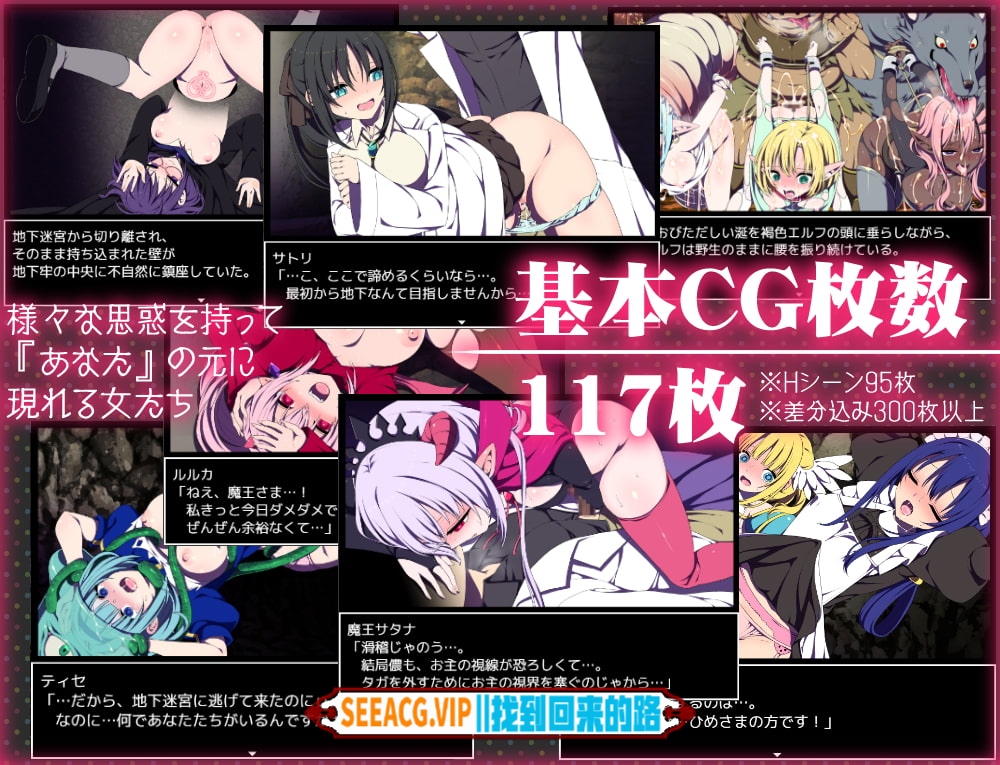 地下迷宮から切り離され、
そのまま持ち込まれた壁が
地下牢の中央に不自然に鎮座していた。
サトリ
「…こ、ここで諦めるくらいなら…。
最初から地下なんて目指しませんから…
おびただしい涎を褐色エルフの頭に垂らしながら、
ルフは野生のままに腰を振り続けている。
基本CG枚数
117枚
※Hシーン95枚
※差分込み300枚以上
様々な思惑を持って
『あなた』の元に
現れる女たち
ルルカ
「ねえ、魔王さま…！
私きっと今日ダメダメで
ぜんぜん余裕なくて…」
魔王サタナ
「滑稽じゃのう…。
結局儂も、お主の視線が恐ろしくて…。
タガを外すためにお主の視界を塞ぐのじゃから…」
ティセ
「…だから、地下迷宮に逃げて来たのに
なのに…何であなたたちがいるんです
るのは…。
ひめさまの方です！」
SEEACG.VIP||找到回来的路